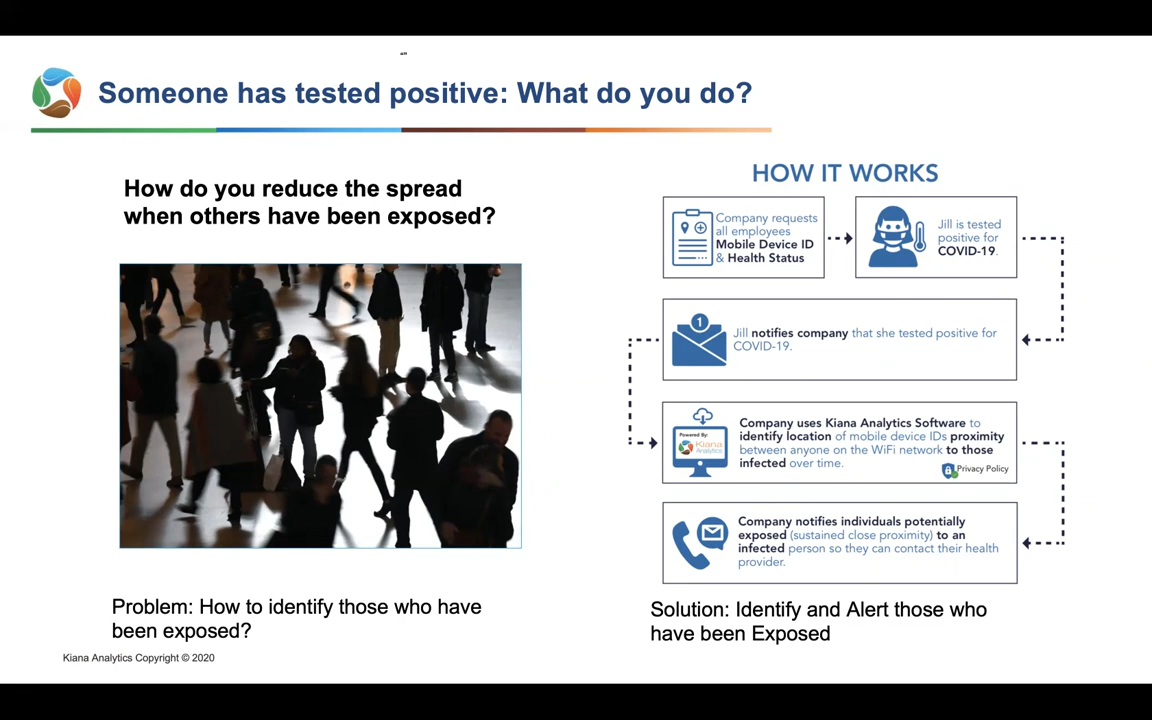 Someone has tested positive: What do you do?
How do you reduce the spread
when others have been exposed?
Problem: How to identify those who have
been exposed?
Kiana Analytics Copyright © 2020
HOW IT WORKS
Company requests
all employees
Mobile Device ID
& Health Status
Jill is tested
positive for
COVID-19.
1
Jill notifies company that she tested positive for
COVID-19.
Powered By:
Kiana
Analytics
Company uses Kiana Analytics Software to
identify location of mobile device IDs proximity
between anyone on the WiFi network to those
infected over time.
Privacy Policy
Company notifies individuals potentially
exposed (sustained close proximity) to an
infected person so they can contact their health
provider.
Solution: Identify and Alert those who
have been Exposed